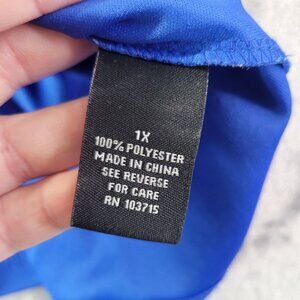 1X
100% POLYESTER
MADE IN CHINA
SEE REVERSE
FOR CARE
RN 103715